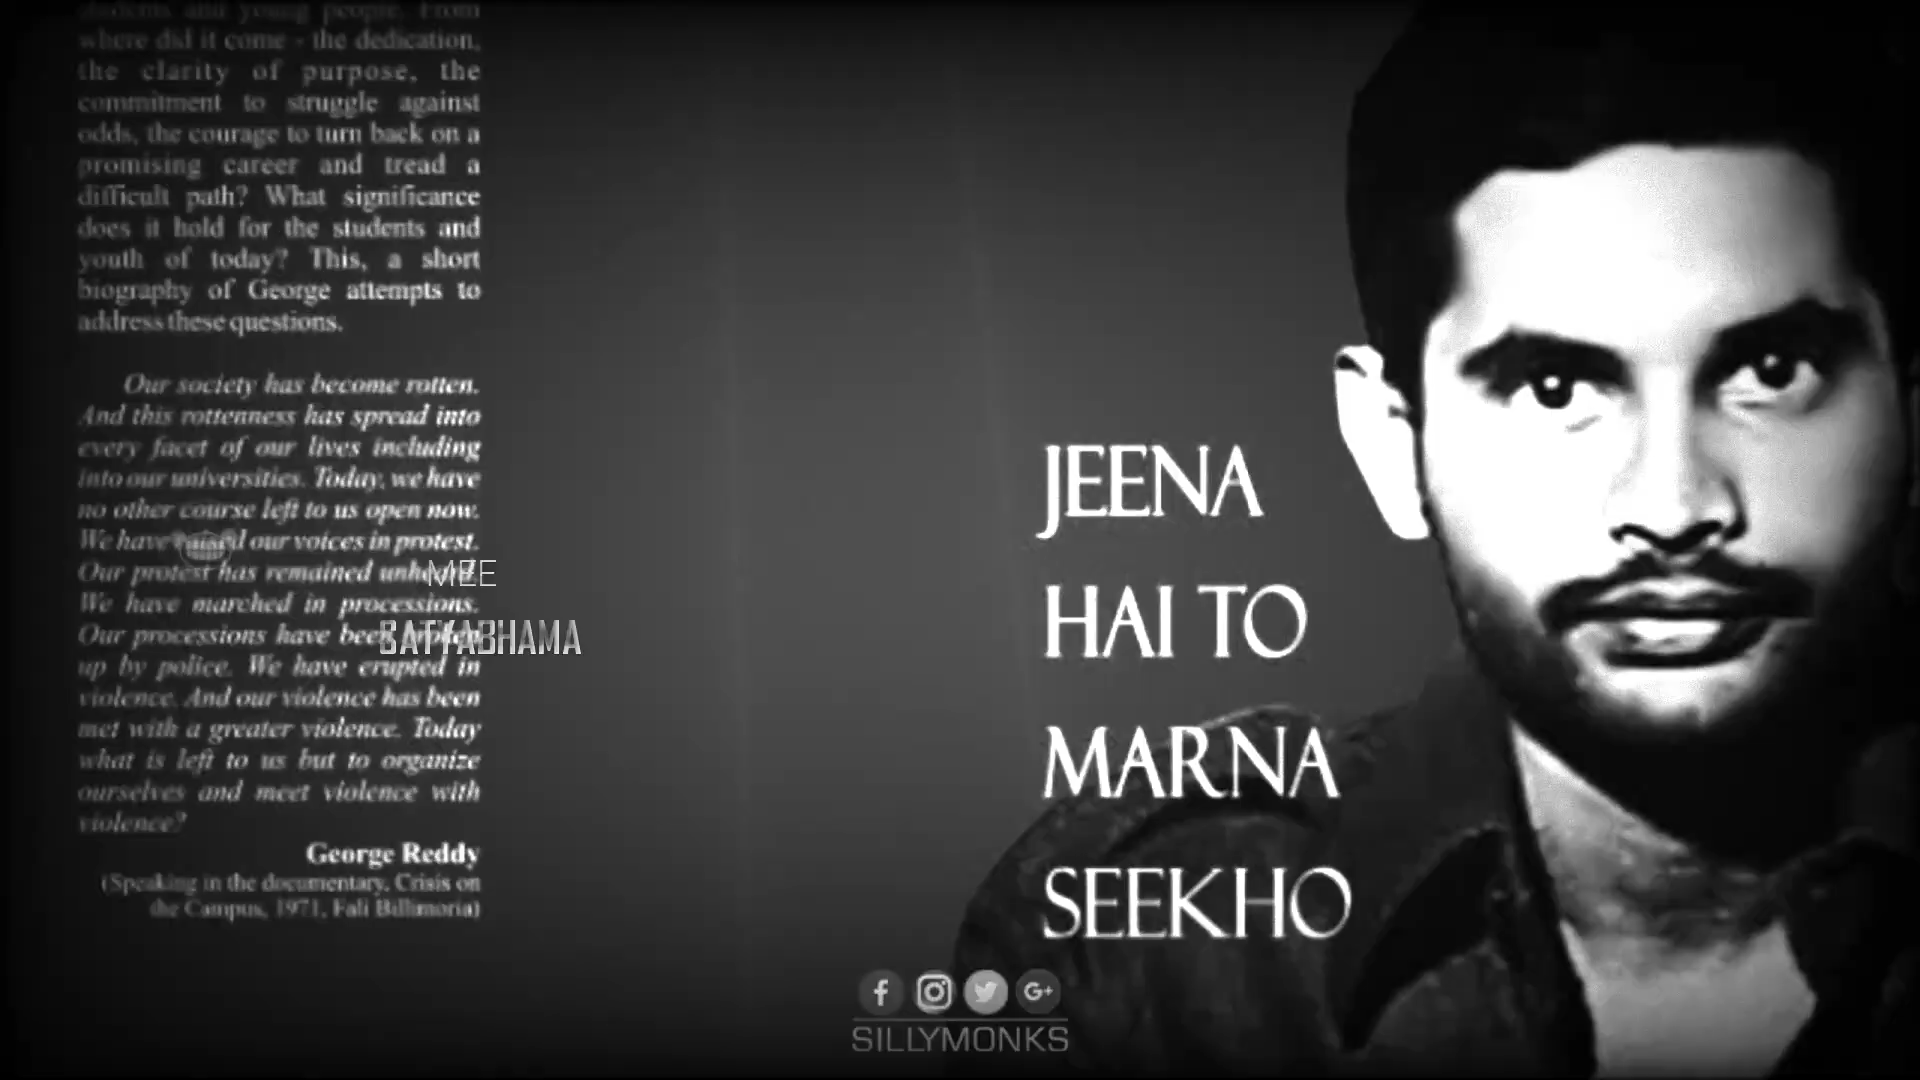 students and young people. From
where did it come - the dedication,
the clarity of purpose, the
commitment to struggle against
odds, the courage to turn back on a
promising career and tread a
difficult path? What significance
does it hold for the students and
youth of today? This, a short
biography of George attempts to
address these questions.
Our society has become rotten.
And this rottenness has spread into
every facet of our lives including
into our universities. Today, we have
no other course left to us open now.
We have raised our voices in protest.
Our protest has remained
We have marched in processions.
Our processions have been
up by police. We have erupted in
violence. And our violence has been
met with a greater violence. Today
what is left to us but to organize
ourselves and meet violence with
violence?
George Reddy
(Speaking in the documentary, Crisis on
the Campus, 1971, Fali Billimoria)
MEE
SATYABHAMA
JEENA
HAI TO
MARNA
SEEKHO
f G+
SILLYMONKS